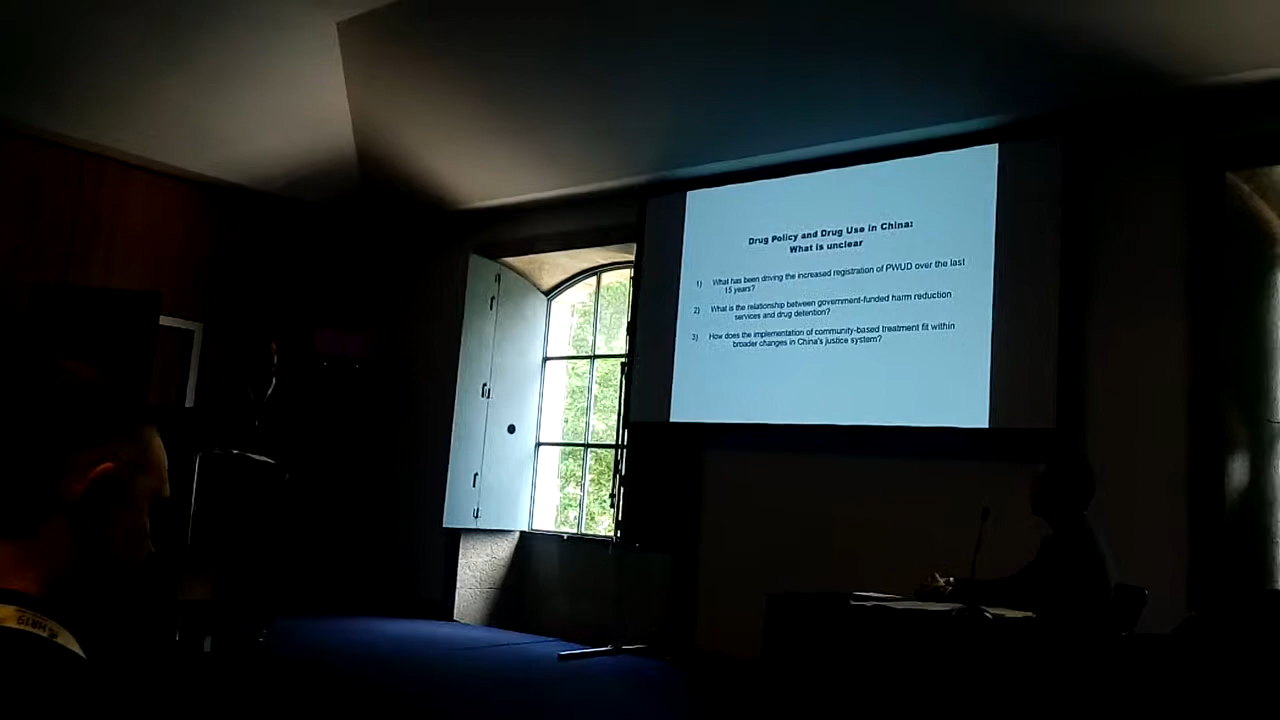 Drug Policy and Drug Use in China:
What is unclear
1) What has been driving the increased registration of PWUD over the last
15 years?
2) What is the relationship between government-funded harm reduction
services and drug detention?
3) How does the implementation of community-based treatment fit within
broader changes in China's justice system?
HR19